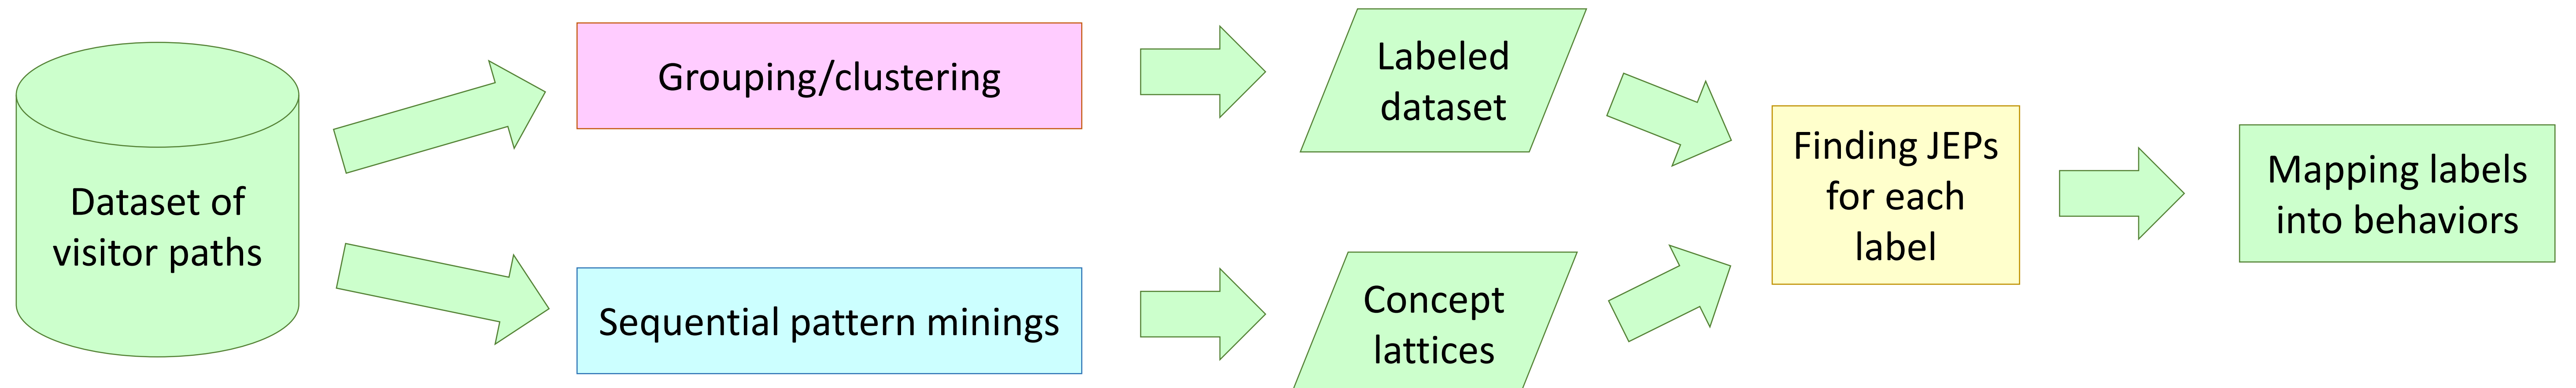 Dataset of
visitor paths
Grouping/clustering
Sequential pattern minings
Labeled
dataset
Concept
lattices
Finding JEPs
for each
label
Mapping labels
into behaviors